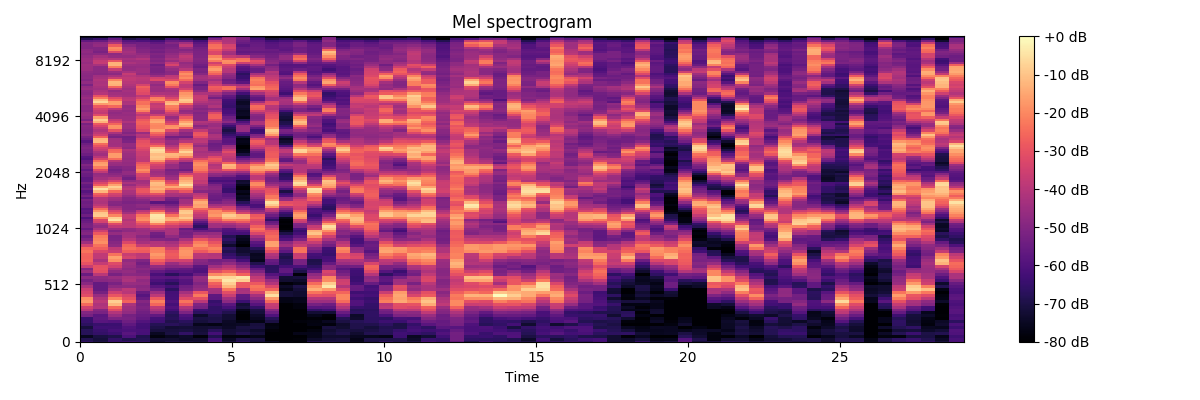 Mel spectrogram
+0 dB
8192
-10 dB
4096
-20 dB
-30 dB
2048
-40 dB
Hz
1024
-50 dB
-60 dB
512
-70 dB
0
-80 dB
0 5 10 15 20 25
Time